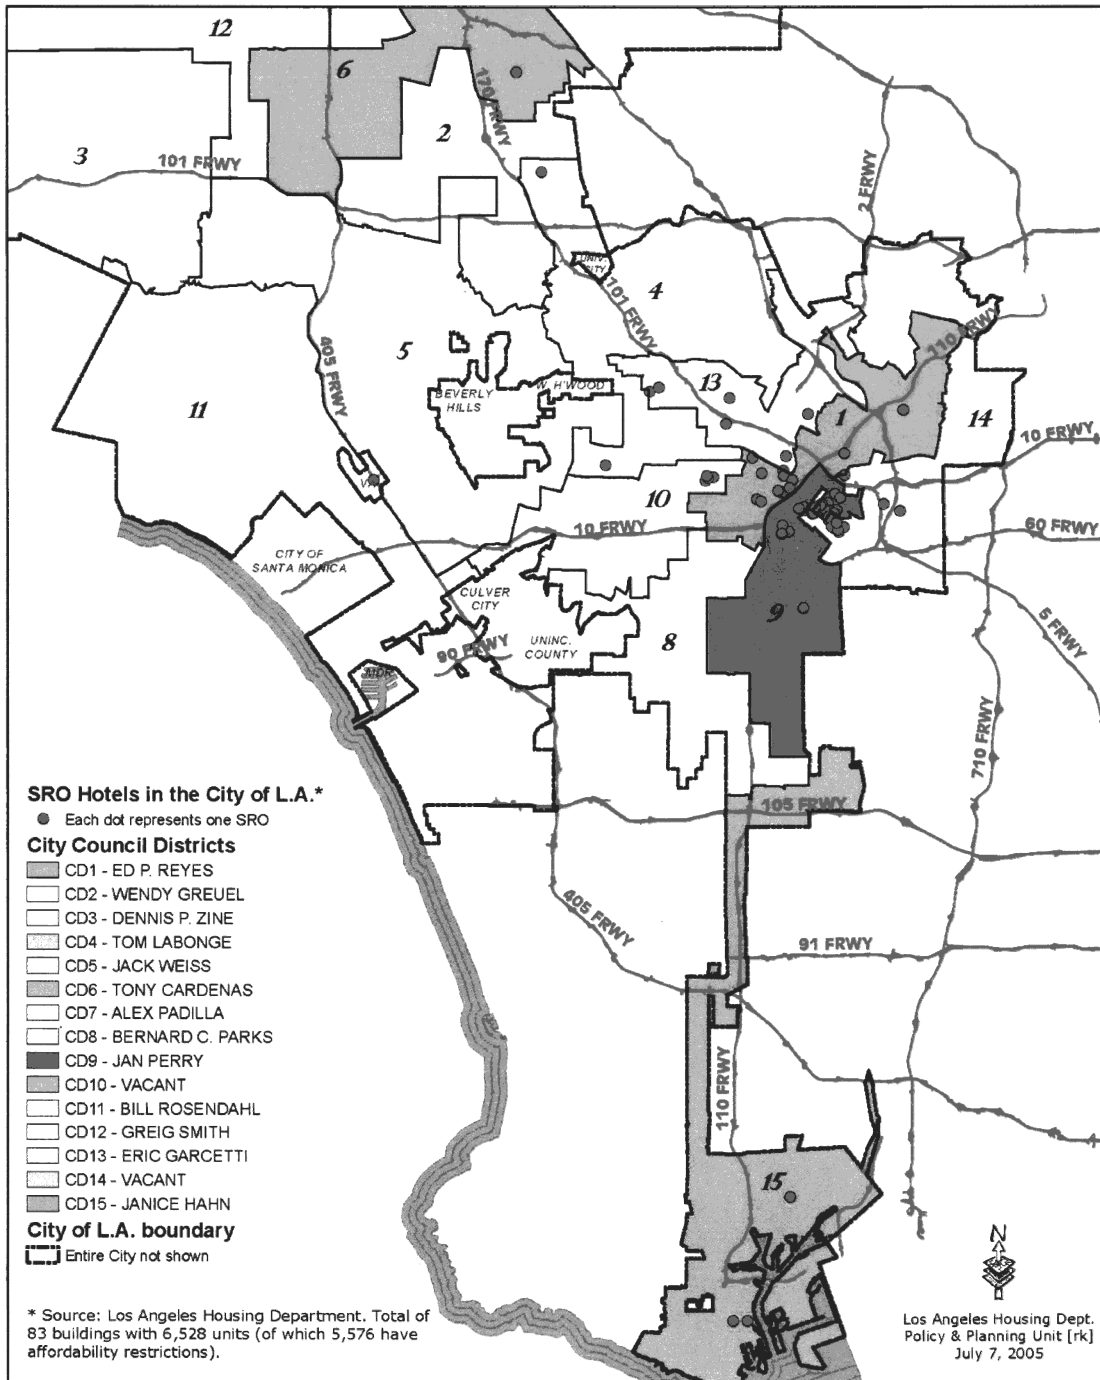 12
6
170 FRWY
2
3
101 FRWY
2 FRWY
UNIV.
CITY
4
101 FRWY
110 FRWY
405 FRWY
5
13
W. H'WOOD
BEVERLY
HILLS
11
1
14
10 FRWY
VA
10
10 FRWY
60 FRWY
CITY OF
SANTA MONICA
CULVER
CITY
9
5 FRWY
90 FRWY
UNINC.
COUNTY
8
MDR
710 FRWY
105 FRWY
405 FRWY
91 FRWY
110 FRWY
15
SRO Hotels in the City of L.A.*
Each dot represents one SRO
City Council Districts
CD1 - ED P. REYES
CD2 - WENDY GREUEL
CD3 - DENNIS P. ZINE
CD4 - TOM LABONGE
CD5 - JACK WEISS
CD6 - TONY CARDENAS
CD7 - ALEX PADILLA
CD8 - BERNARD C. PARKS
CD9 - JAN PERRY
CD10 - VACANT
CD11 - BILL ROSENDAHL
CD12 - GREIG SMITH
CD13 - ERIC GARCETTI
CD14 - VACANT
CD15 - JANICE HAHN
City of L.A. boundary
Entire City not shown
* Source: Los Angeles Housing Department. Total of
83 buildings with 6,528 units (of which 5,576 have
affordability restrictions).
N
Los Angeles Housing Dept.
Policy & Planning Unit [rk]
July 7, 2005